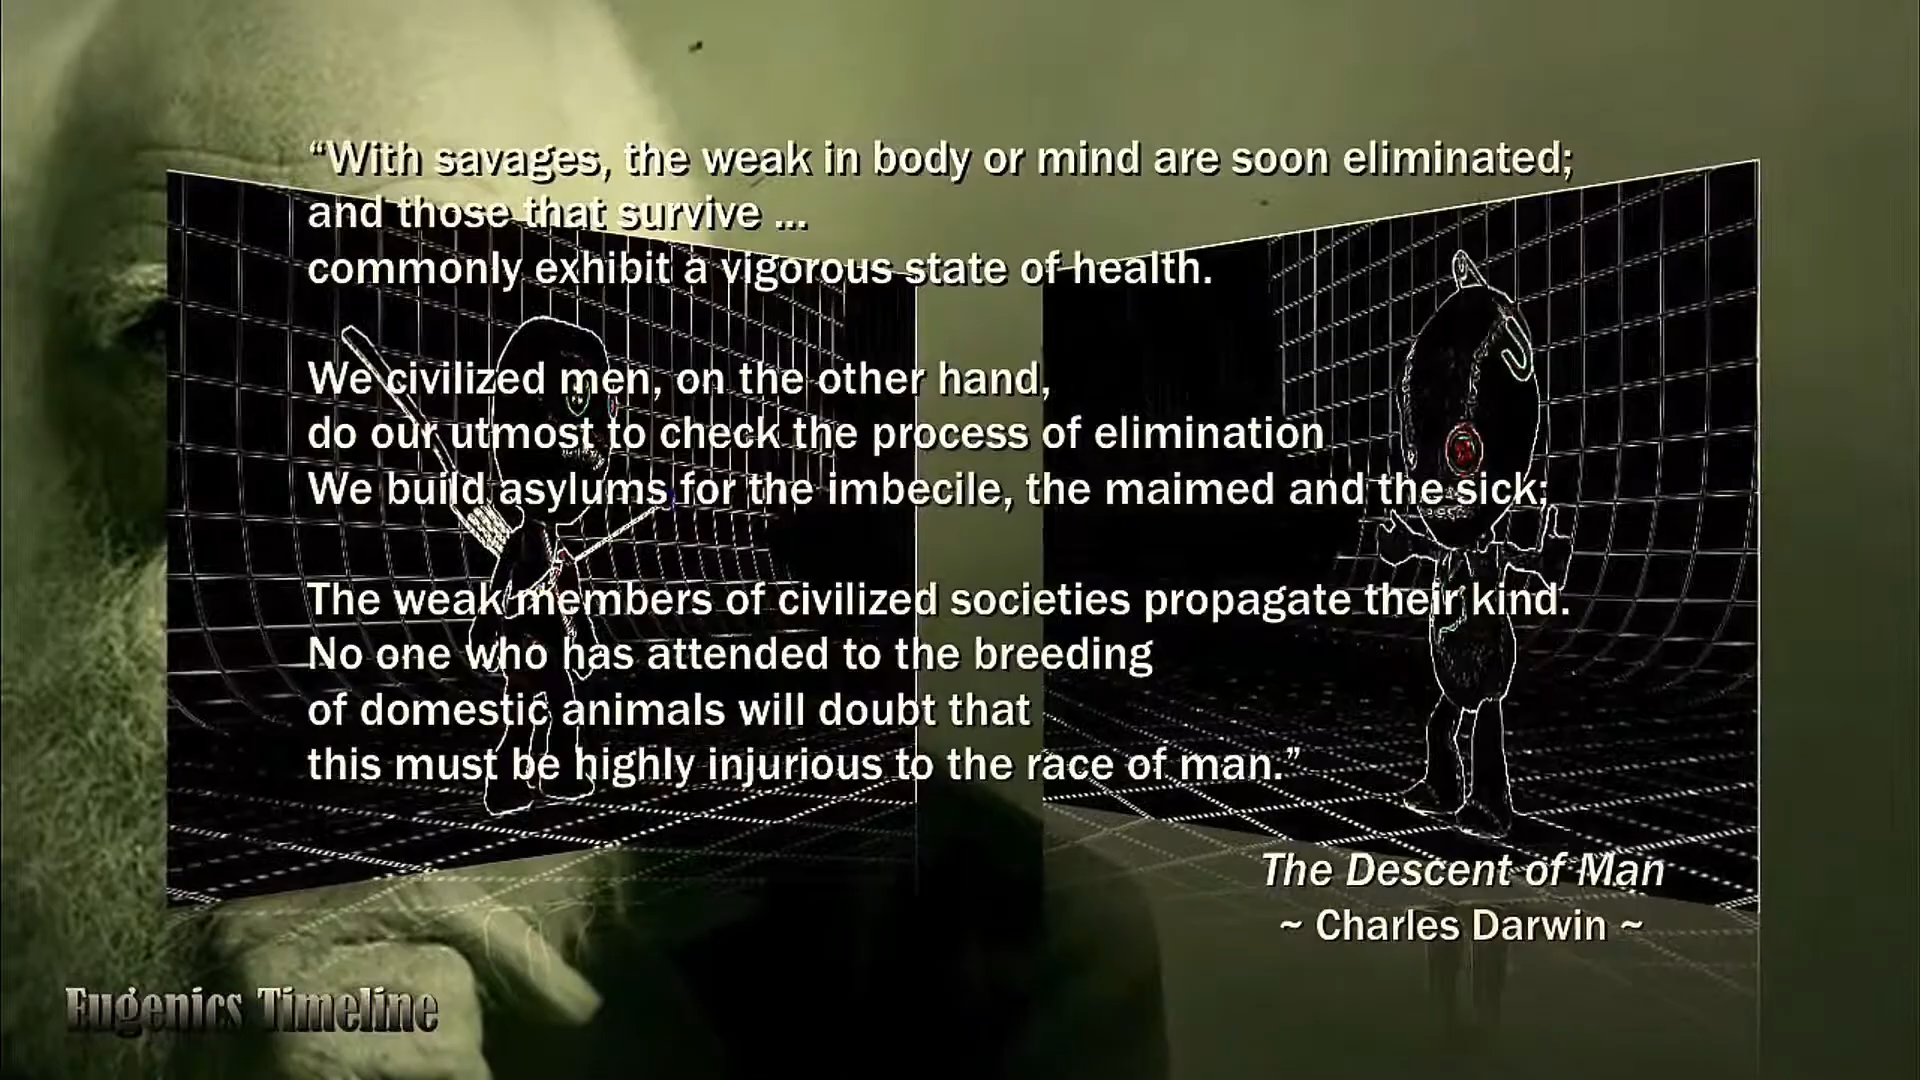 “With savages, the weak in body or mind are soon eliminated;
and those that survive ...
commonly exhibit a vigorous state of health.
We civilized men, on the other hand,
do our utmost to check the process of elimination
We build asylums for the imbecile, the maimed and the sick;
The weak members of civilized societies propagate their kind.
No one who has attended to the breeding
of domestic animals will doubt that
this must be highly injurious to the race of man.”
The Descent of Man
~ Charles Darwin ~
Eugenics Timeline